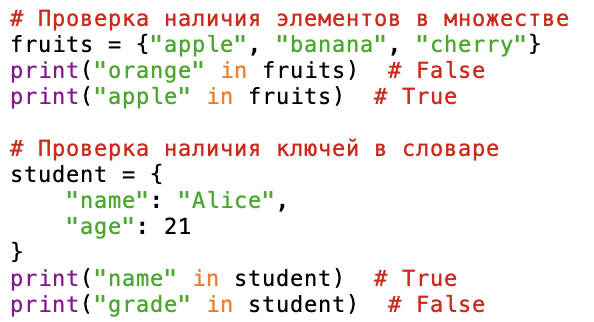 # Проверка наличия элементов в множестве
fruits = {"apple", "banana", "cherry"}
print("orange" in fruits)  # False
print("apple" in fruits)  # True

# Проверка наличия ключей в словаре
student = {
    "name": "Alice",
    "age": 21
}
print("name" in student)  # True
print("grade" in student)  # False